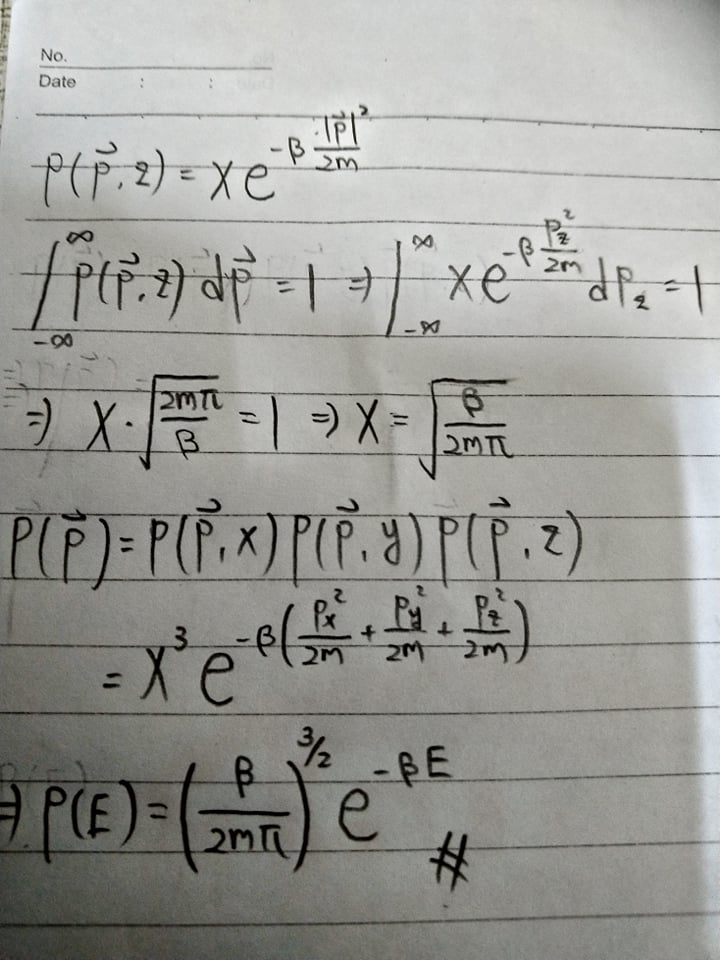 No.
Date : :
P(p⃗, z) = X e^{-β |p⃗|²/2m}
∫_{-∞}^{∞} P(p⃗, z) dp⃗ = 1 ⇒ ∫_{-∞}^{∞} X e^{-β p_z²/2m} dp_z = 1
⇒ X · √(2mπ/β) = 1 ⇒ X = √(β/2mπ)
P(p⃗) = P(p⃗, x) P(p⃗, y) P(p⃗, z)
= X³ e^{-β(p_x²/2m + p_y²/2m + p_z²/2m)}
⇒ P(E) = (β/2mπ)^{3/2} e^{-βE} #